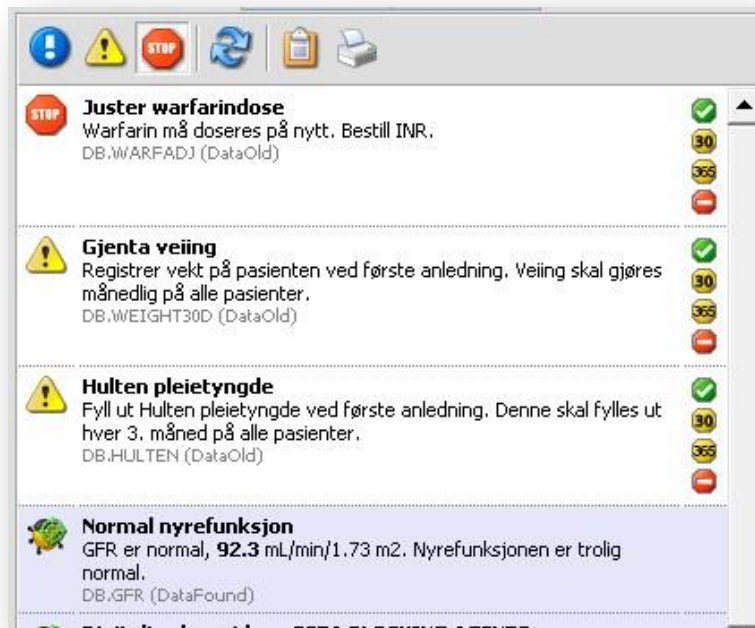 STOP
STOP
Juster warfarindose
Warfarin må doseres på nytt. Bestill INR.
DB.WARFADJ (DataOld)
30
365
Gjenta veiing
Registrer vekt på pasienten ved første anledning. Veiing skal gjøres
månedlig på alle pasienter.
DB.WEIGHT30D (DataOld)
30
365
Hulten pleietyngde
Fyll ut Hulten pleietyngde ved første anledning. Denne skal fylles ut
hver 3. måned på alle pasienter.
DB.HULTEN (DataOld)
30
365
Normal nyrefunksjon
GFR er normal, 92.3 mL/min/1.73 m2. Nyrefunksjonen er trolig
normal.
DB.GFR (DataFound)